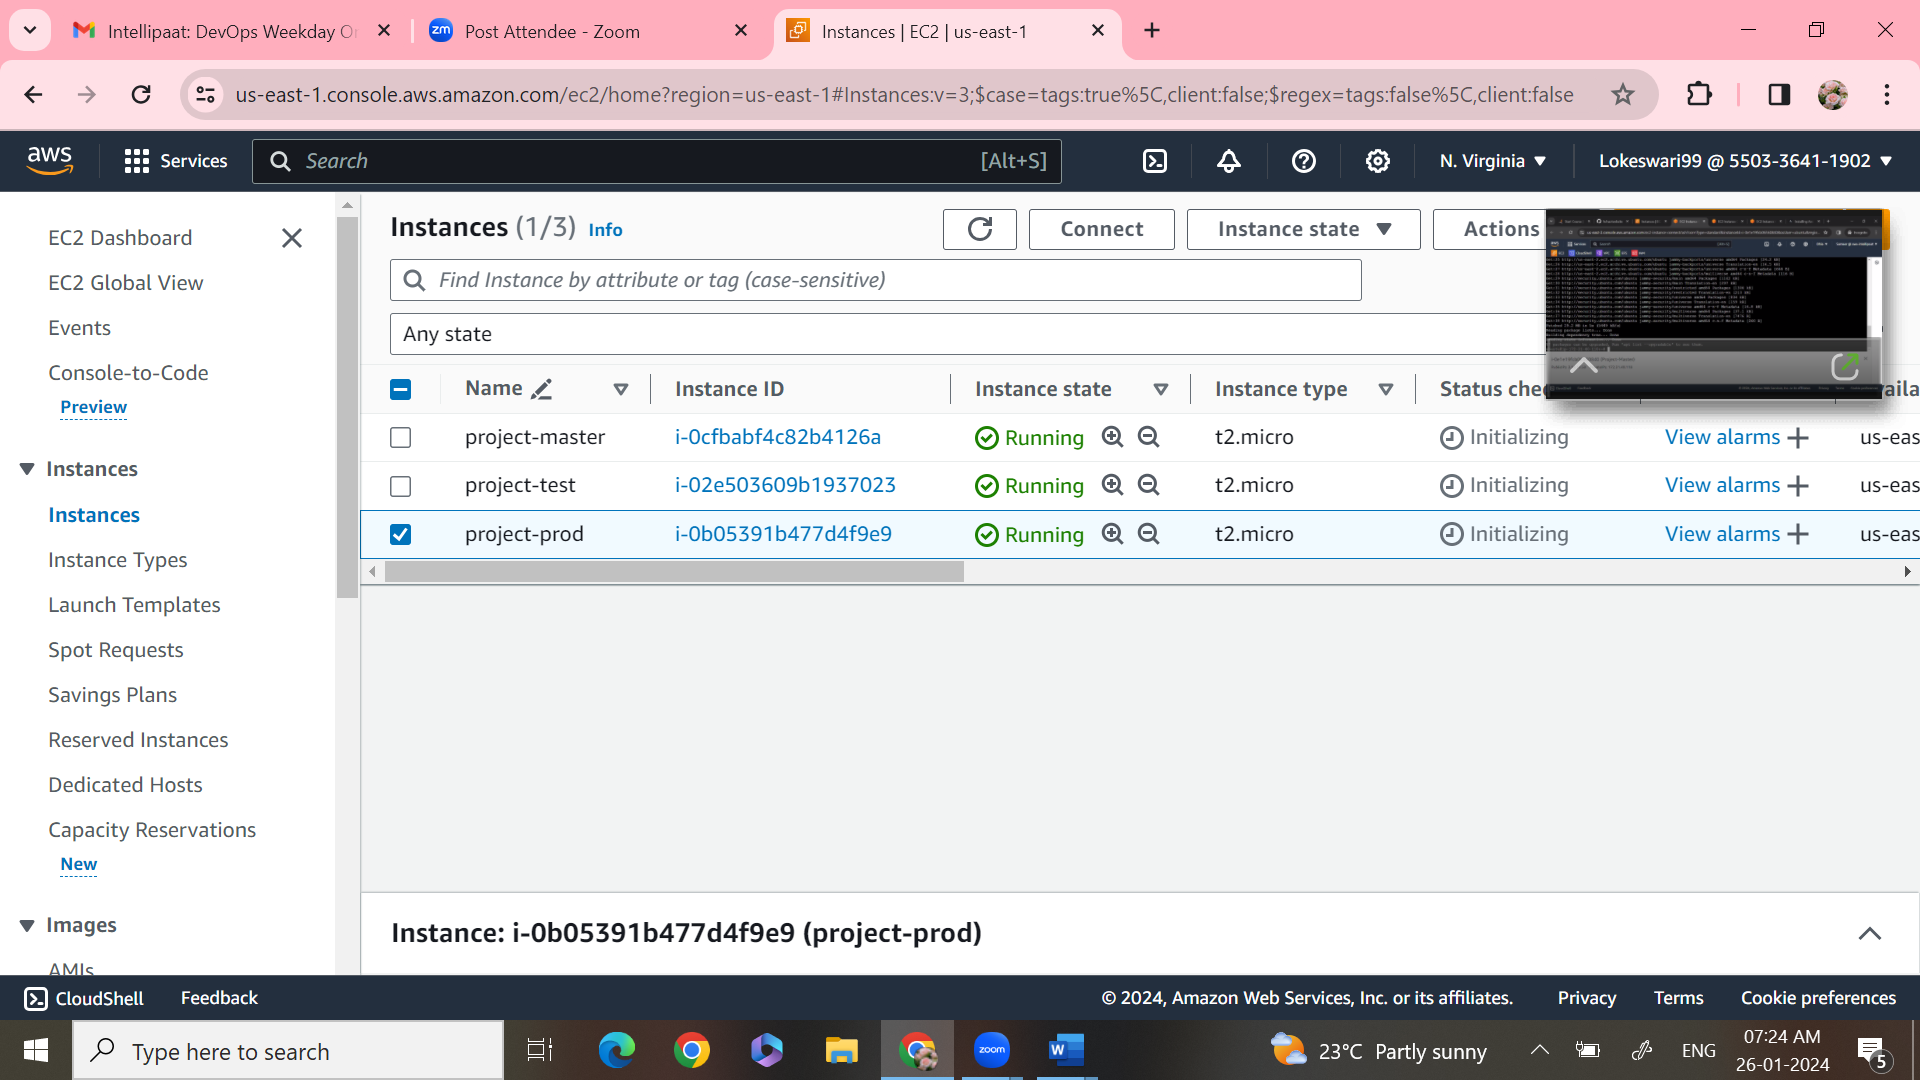 Intellipaat: DevOps Weekday O
Post Attendee - Zoom
Instances | EC2 | us-east-1
us-east-1.console.aws.amazon.com/ec2/home?region=us-east-1#Instances:v=3;$case=tags:true%5C,client:false;$regex=tags:false%5C,client:false
aws
Services
Search
[Alt+S]
N. Virginia
Lokeswari99 @ 5503-3641-1902
EC2 Dashboard
EC2 Global View
Events
Console-to-Code
Preview
Instances
Instances
Instance Types
Launch Templates
Spot Requests
Savings Plans
Reserved Instances
Dedicated Hosts
Capacity Reservations
New
Images
AMIs
Instances (1/3) Info
Connect
Instance state
Actions
Find Instance by attribute or tag (case-sensitive)
Any state
Name Instance ID Instance state Instance type Status che aila
project-master i-0cfbabf4c82b4126a Running t2.micro Initializing View alarms us-eas
project-test i-02e503609b1937023 Running t2.micro Initializing View alarms us-eas
project-prod i-0b05391b477d4f9e9 Running t2.micro Initializing View alarms us-eas
Instance: i-0b05391b477d4f9e9 (project-prod)
CloudShell
Feedback
© 2024, Amazon Web Services, Inc. or its affiliates.
Privacy
Terms
Cookie preferences
Type here to search
zoom
W
23°C Partly sunny
ENG
07:24 AM
26-01-2024
5